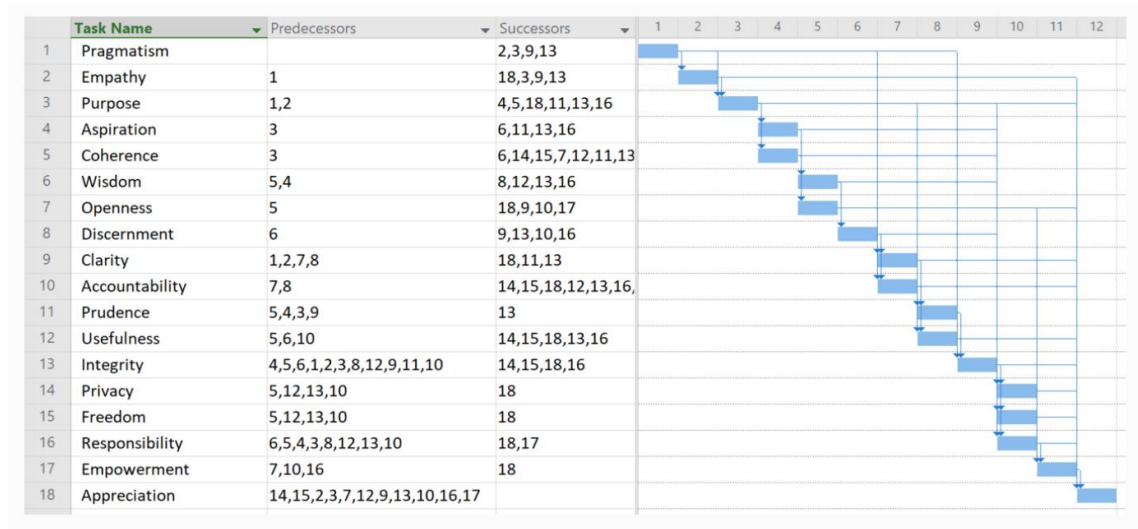 Task Name Predecessors Successors 1 2 3 4 5 6 7 8 9 10 11 12
1 Pragmatism 2,3,9,13
2 Empathy 1 18,3,9,13
3 Purpose 1,2 4,5,18,11,13,16
4 Aspiration 3 6,11,13,16
5 Coherence 3 6,14,15,7,12,11,13
6 Wisdom 5,4 8,12,13,16
7 Openness 5 18,9,10,17
8 Discernment 6 9,13,10,16
9 Clarity 1,2,7,8 18,11,13
10 Accountability 7,8 14,15,18,12,13,16,
11 Prudence 5,4,3,9 13
12 Usefulness 5,6,10 14,15,18,13,16
13 Integrity 4,5,6,1,2,3,8,12,9,11,10 14,15,18,16
14 Privacy 5,12,13,10 18
15 Freedom 5,12,13,10 18
16 Responsibility 6,5,4,3,8,12,13,10 18,17
17 Empowerment 7,10,16 18
18 Appreciation 14,15,2,3,7,12,9,13,10,16,17